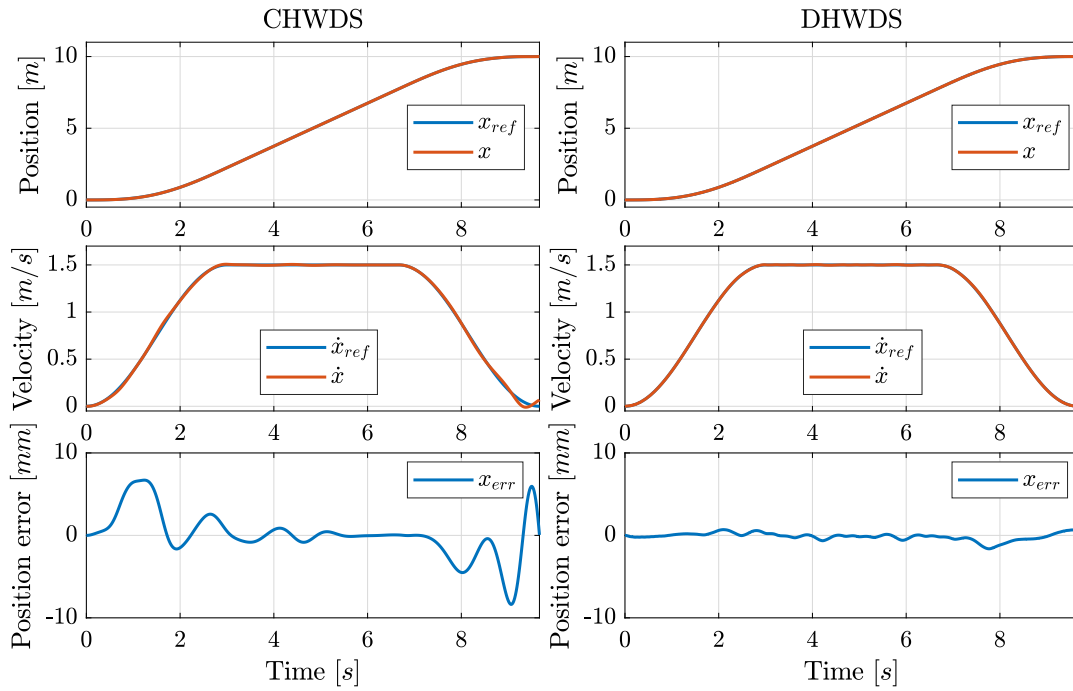 CHWDS
DHWDS
Position [m]
10
5
0
x_ref
x
0 2 4 6 8
Position [m]
10
5
0
x_ref
x
0 2 4 6 8
Velocity [m/s]
1.5
1
0.5
0
ẋ_ref
ẋ
0 2 4 6 8
Velocity [m/s]
1.5
1
0.5
0
ẋ_ref
ẋ
0 2 4 6 8
Position error [mm]
10
0
-10
x_err
0 2 4 6 8
Time [s]
Position error [mm]
10
0
-10
x_err
0 2 4 6 8
Time [s]